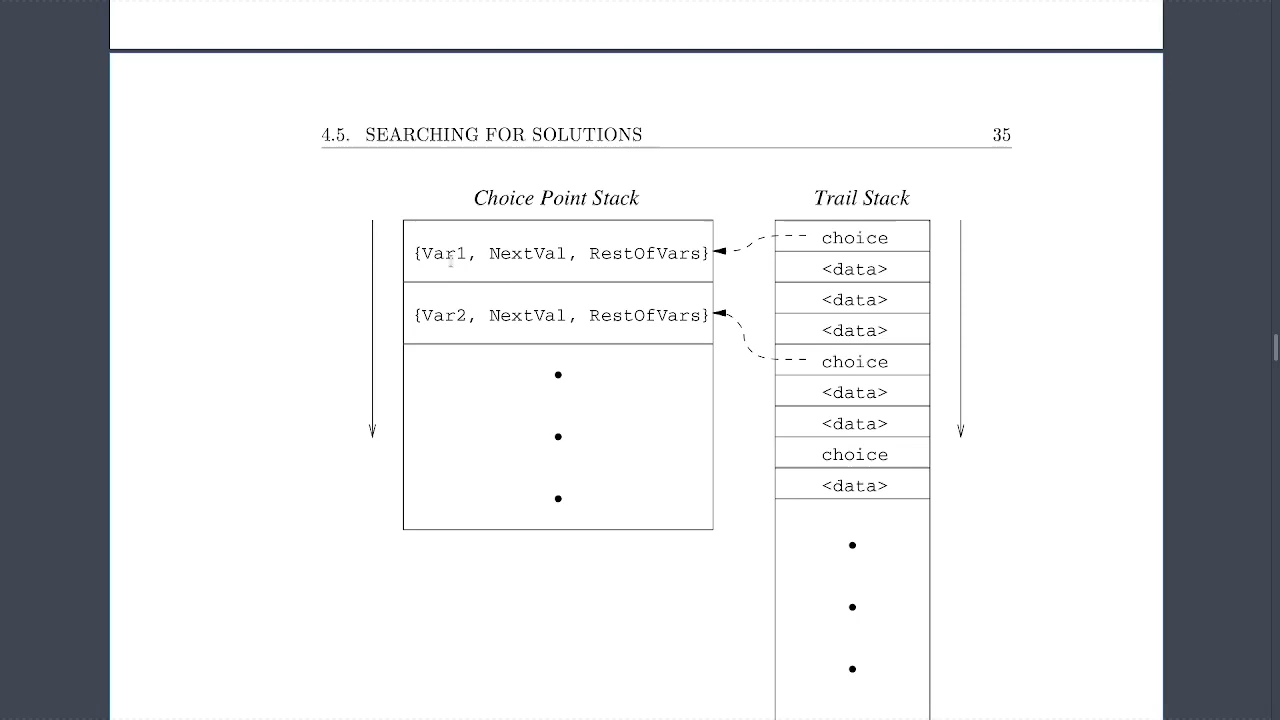 4.5. SEARCHING FOR SOLUTIONS 35
Choice Point Stack
{Var1, NextVal, RestOfVars}
{Var2, NextVal, RestOfVars}
Trail Stack
choice
<data>
<data>
<data>
choice
<data>
<data>
choice
<data>